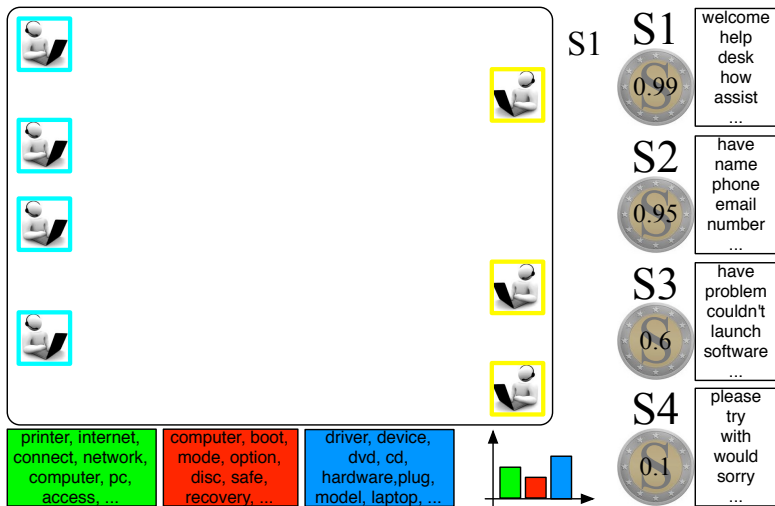 S1
S1
S
0.99
welcome
help
desk
how
assist
...
S2
S
0.95
have
name
phone
email
number
...
S3
S
0.6
have
problem
couldn't
launch
software
...
S4
S
0.1
please
try
with
would
sorry
...
printer, internet,
connect, network,
computer, pc,
access, ...
computer, boot,
mode, option,
disc, safe,
recovery, ...
driver, device,
dvd, cd,
hardware,plug,
model, laptop, ...